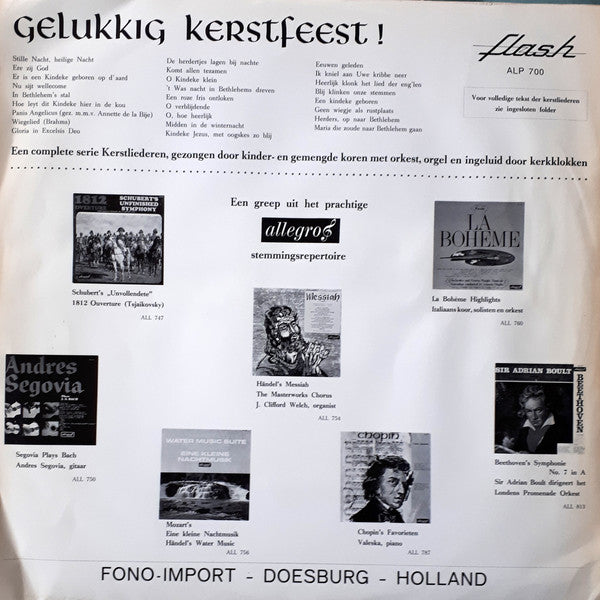 GELUKKIG KERSTFEEST!
flash
ALP 700
Voor volledige tekst der kerstliederen
zie ingesloten folder
Stille Nacht, heilige Nacht
Ere zij God
Er is een Kindeke geboren op d'aard
Nu sijt wellecome
In Bethlehem's stal
Hoe leyt dit Kindeke hier in de kou
Panis Angelicus (gez. m.m.v. Annette de la Bije)
Wiegelied (Brahms)
Gloria in Excelsis Deo
De herdertjes lagen bij nachte
Komt allen tezamen
O Kindeke klein
't Was nacht in Bethlehems dreven
Een roze fris ontloken
O verblijdende
O, hoe heerlijk
Midden in de winternacht
Kindeke Jezus, met oogskes zo blij
Eeuwen geleden
Ik kniel aan Uwe kribbe neer
Heerlijk klonk het lied der eng'len
Blij klinken onze stemmen
Een kindeke geboren
Geen wiegje als rustplaats
Herders, op naar Bethlehem
Maria die zoude naar Bethlehem gaan
Een complete serie Kerstliederen, gezongen door kinder- en gemengde koren met orkest, orgel en ingeluid door kerkklokken
Een greep uit het prachtige
allegro
stemmingsrepertoire
1812
OUVERTURE
SCHUBERT'S
UNFINISHED
SYMPHONY
Schubert's „Unvollendete"
1812 Ouverture (Tsjaikovsky)
ALL 747
LA
BOHÈME
La Bohème Highlights
Italiaans koor, solisten en orkest
ALL 780
Messiah
Händel's Messiah
The Masterworks Chorus
J. Clifford Welch, organist
ALL 754
Andres
Segovia
Segovia Plays Bach
Andres Segovia, gitaar
ALL 750
SIR ADRIAN BOULT
BEETHOVEN
Beethoven's Symphonie
No. 7 in A
Sir Adrian Boult dirigeert het
Londens Promenade Orkest
ALL 813
WATER MUSIC SUITE
EINE KLEINE
NACHTMUSIK
Mozart's
Eine kleine Nachtmusik
Händel's Water Music
ALL 756
Chopin
Chopin's Favorieten
Valeska, piano
ALL 787
FONO-IMPORT - DOESBURG - HOLLAND